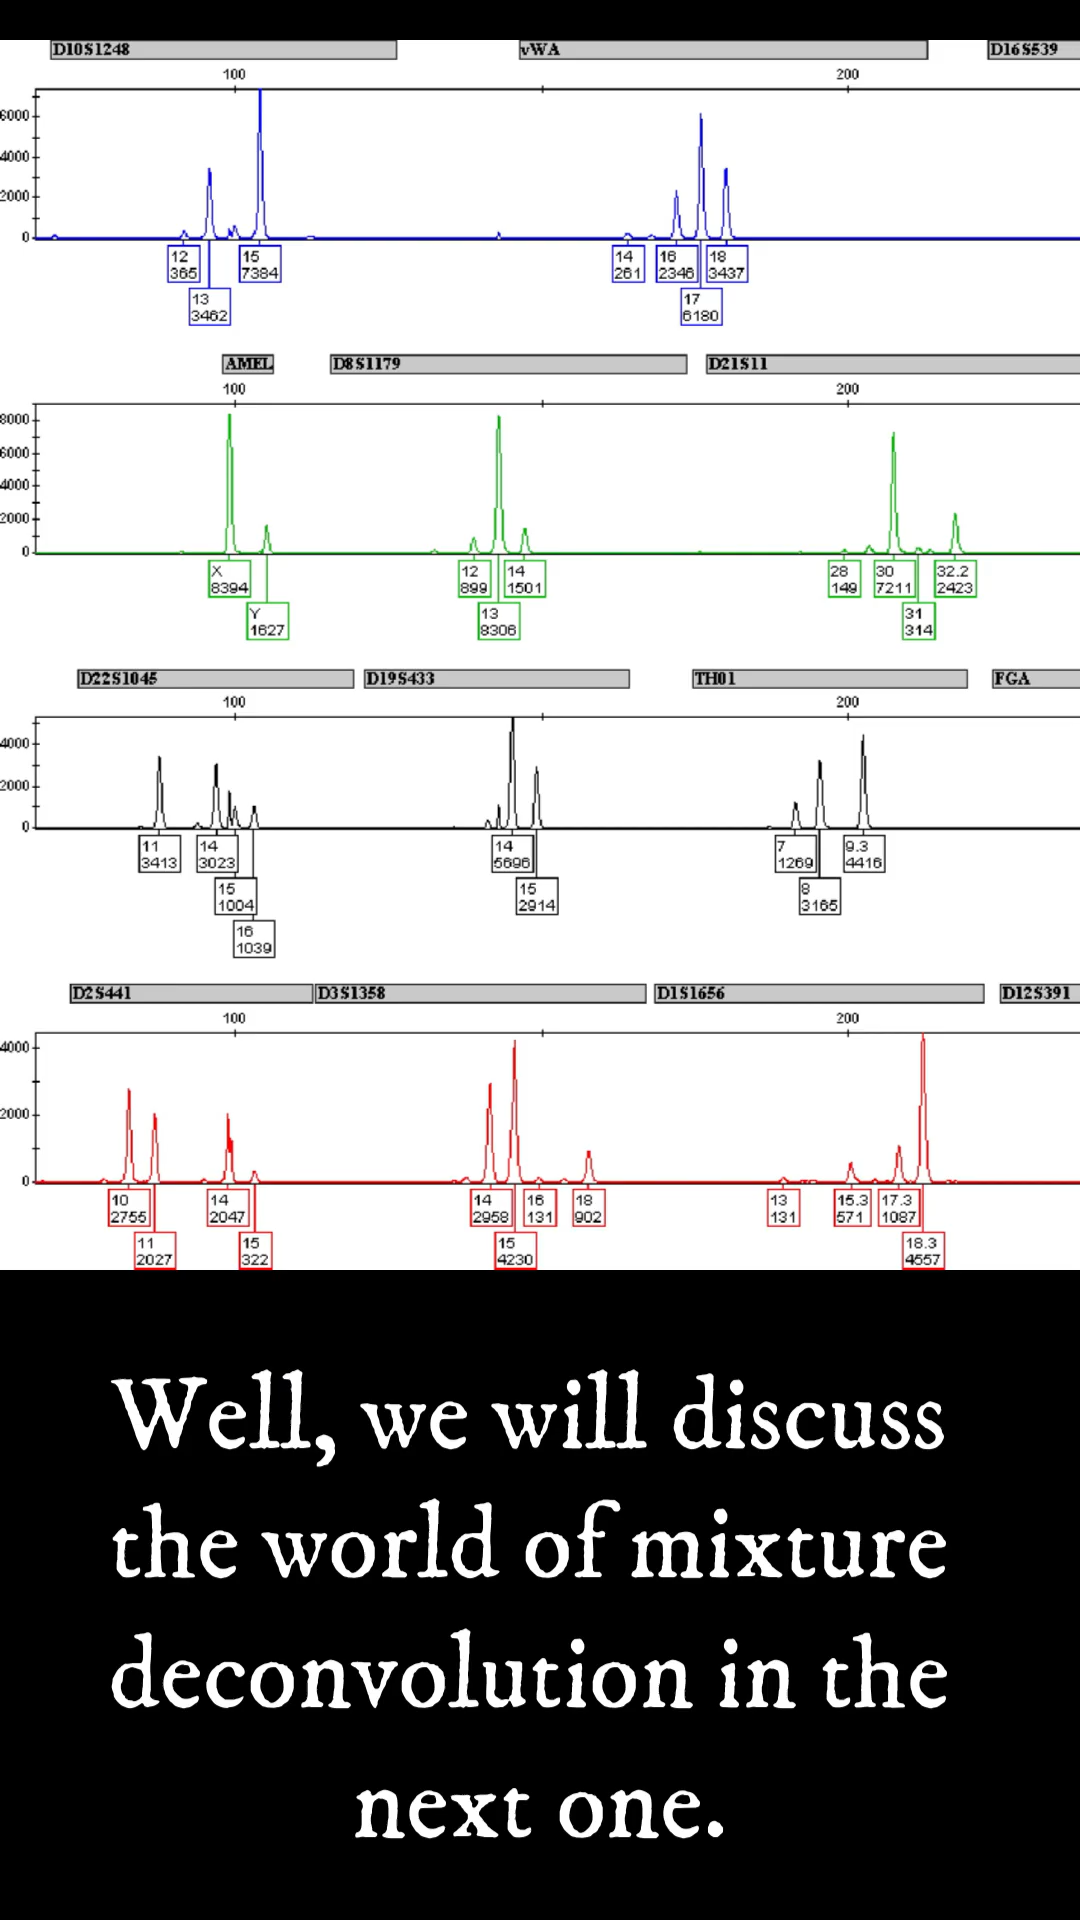 D10S1248 vWA D16S539
100 200
6000
4000
2000
0
12 15 14 16 18
365 7384 261 2346 3437
13 17
3462 6180
AMEL D8S1179 D21S11
100 200
8000
6000
4000
2000
0
X 12 14 28 30 32.2
8394 899 1501 149 7211 2423
Y 13 31
1627 8306 314
D22S1045 D19S433 TH01 FGA
100 200
4000
2000
0
11 14 14 7 9.3
3413 3023 5696 1269 4416
15 15 8
1004 2914 3165
16
1039
D2S441 D3S1358 D1S1656 D12S391
100 200
4000
2000
0
10 14 14 16 18 13 15.3 17.3
2755 2047 2958 131 902 131 571 1087
11 15 15 18.3
2027 322 4230 4557
Well, we will discuss
the world of mixture
deconvolution in the
next one.